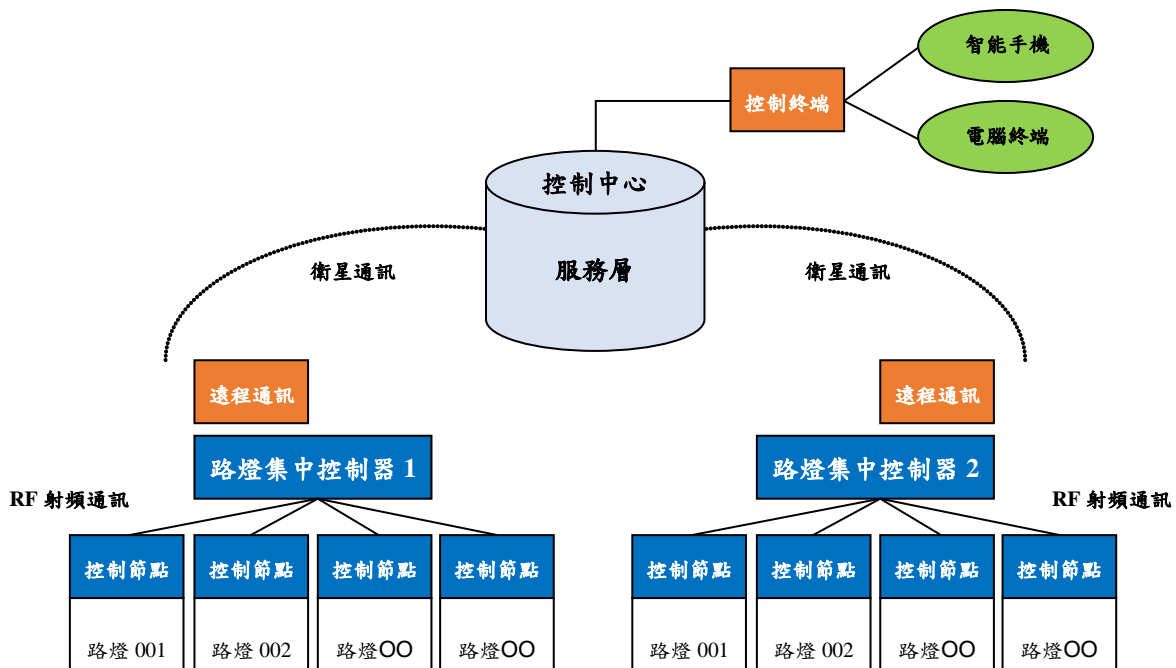 智能手機
控制終端
電腦終端
控制中心
服務層
衛星通訊
衛星通訊
遠程通訊
遠程通訊
路燈集中控制器 1
路燈集中控制器 2
RF 射頻通訊
RF 射頻通訊
控制節點
控制節點
控制節點
控制節點
控制節點
控制節點
控制節點
控制節點
路燈 001
路燈 002
路燈OO
路燈OO
路燈 001
路燈 002
路燈OO
路燈OO